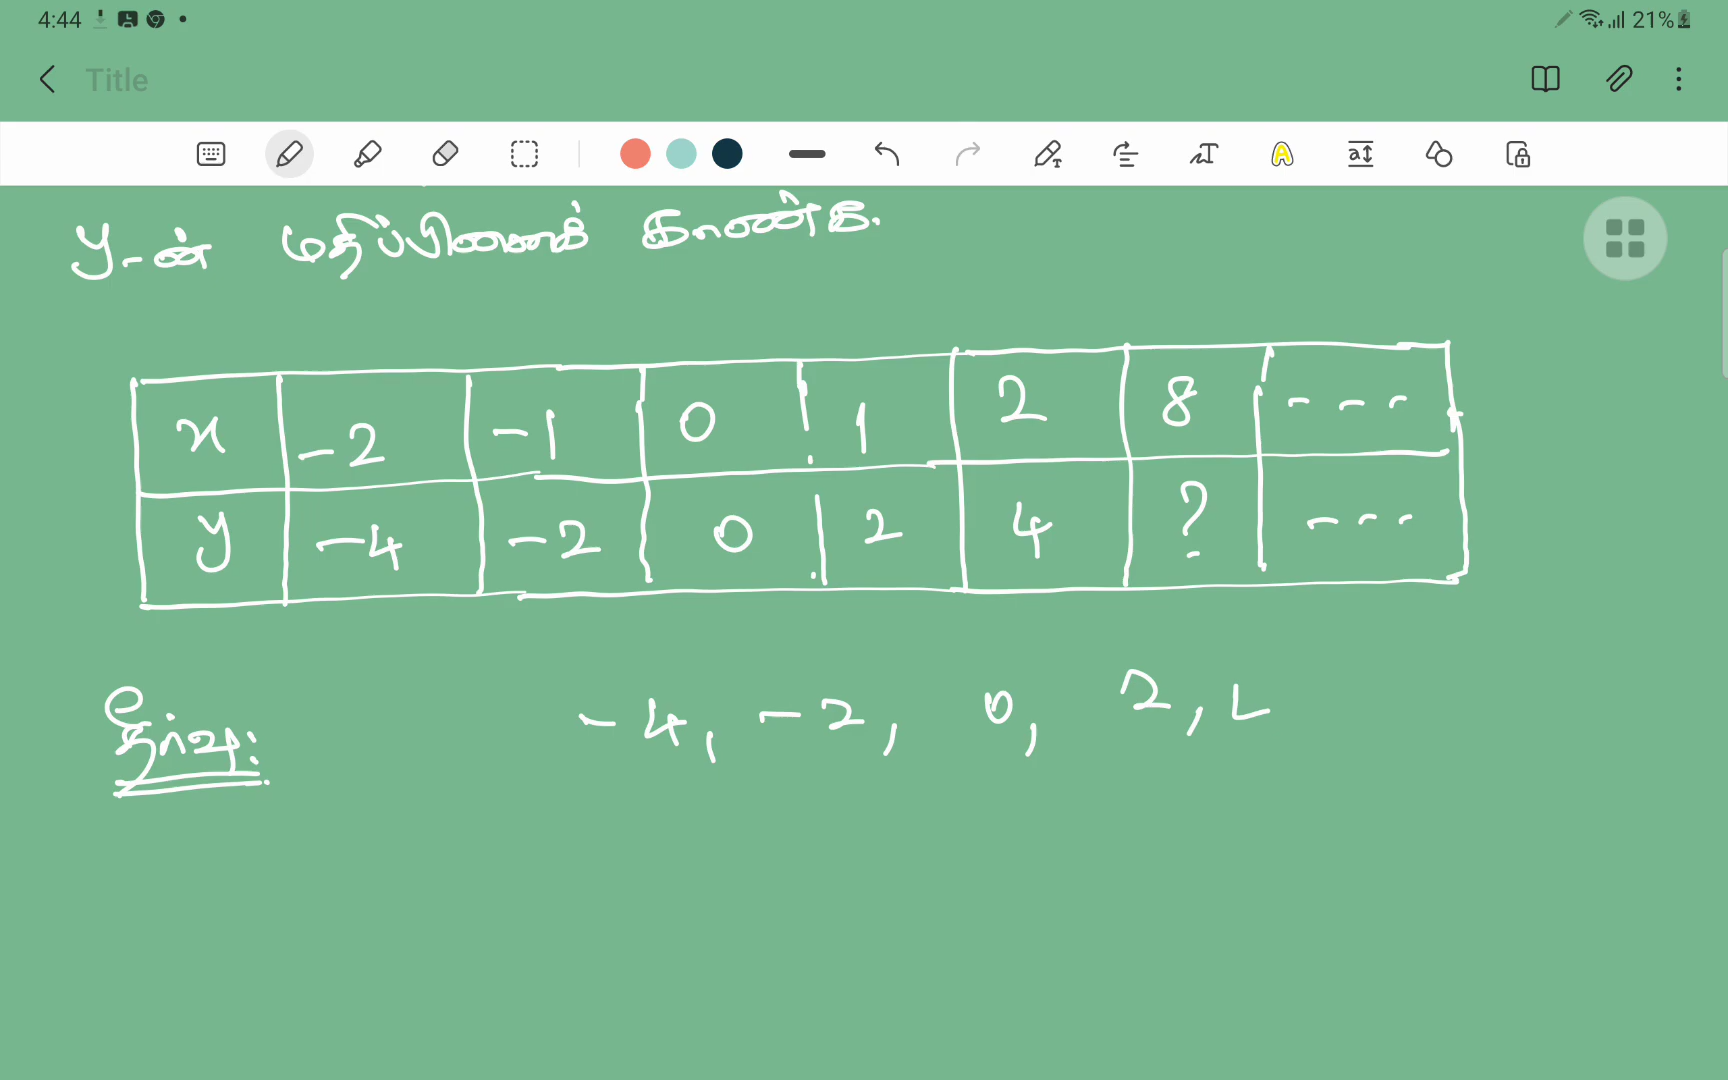 4:44 21%
Title
y-ன் மதிப்பினைக் காண்க.
x -2 -1 0 1 2 8 ---
y -4 -2 0 2 4 ? ---
தீர்வு: -4, -2, 0, 2, L